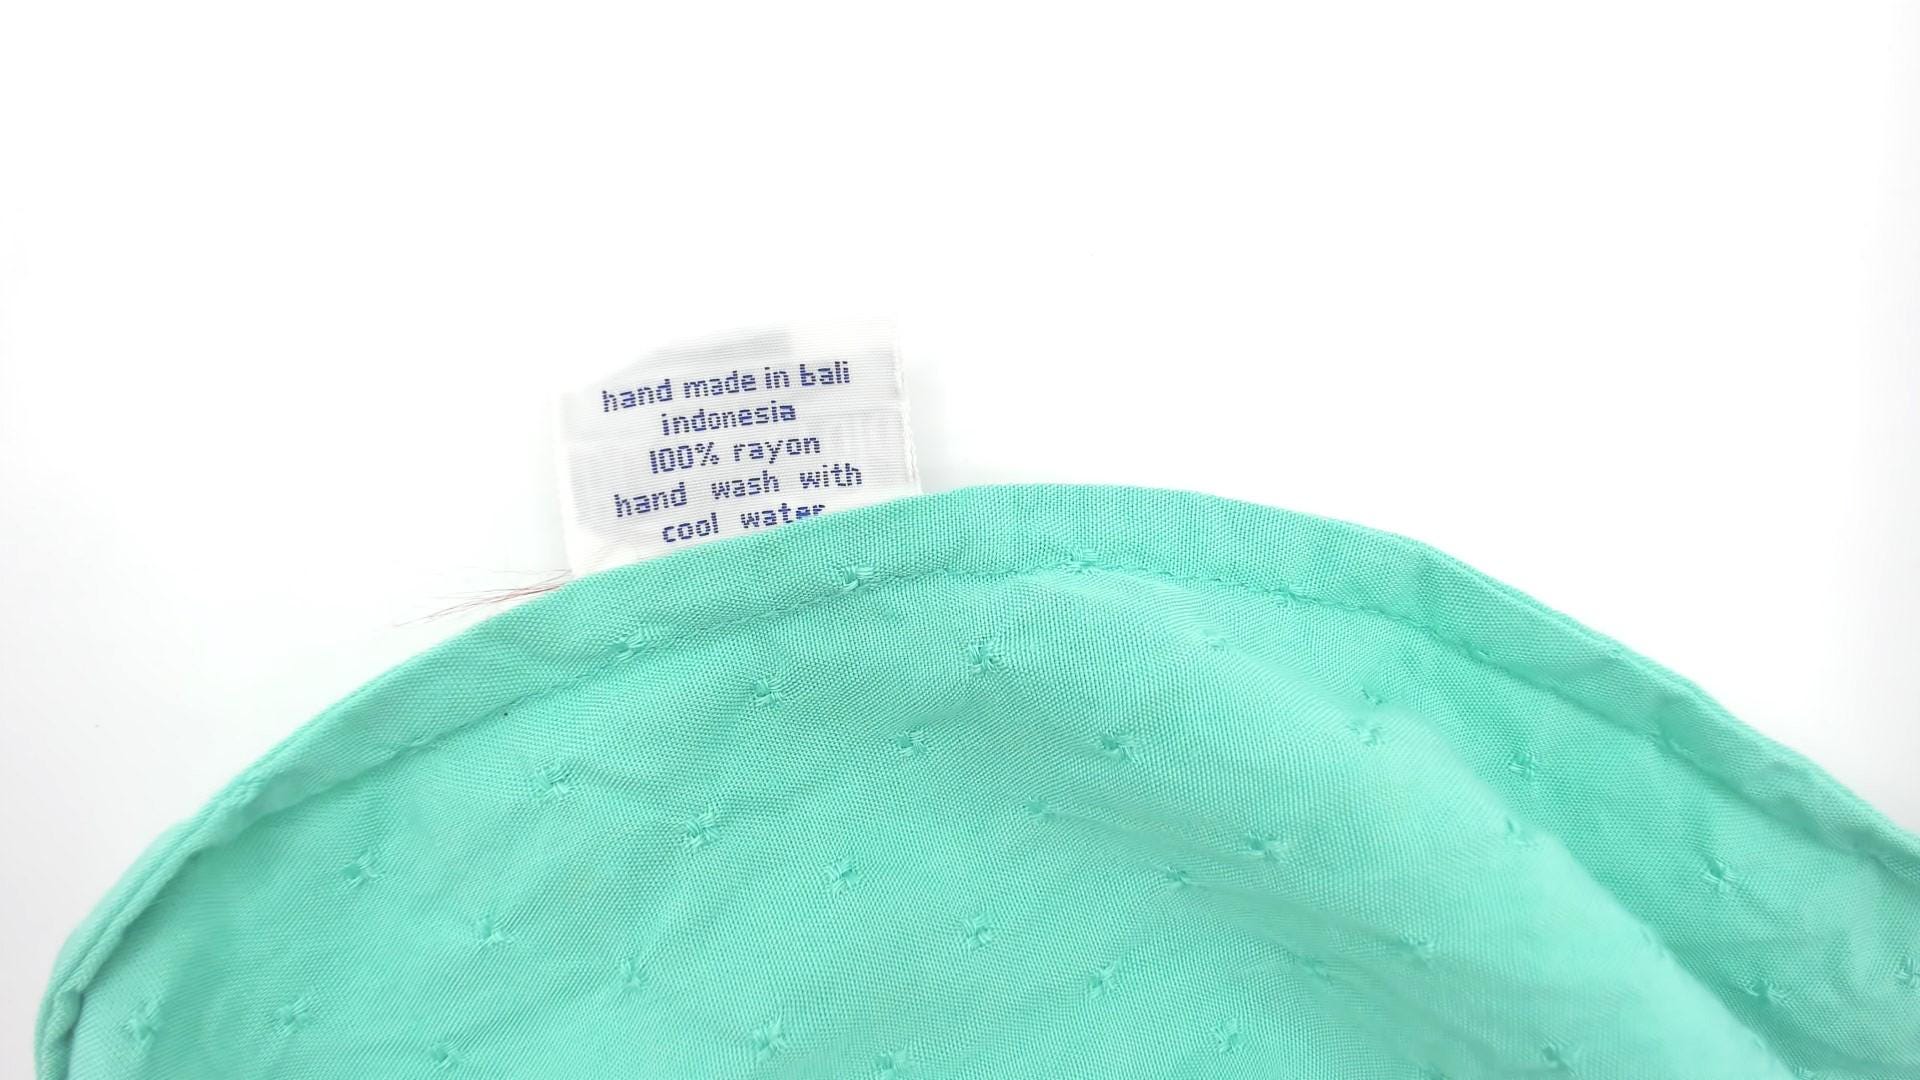 hand made in bali
indonesia
100% rayon
hand wash with
cool water